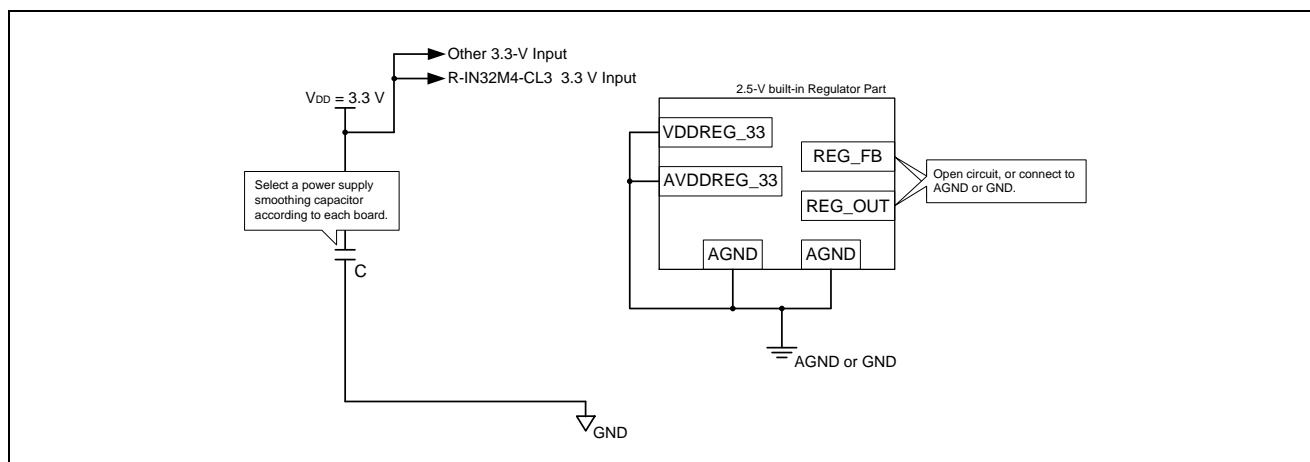 Other 3.3-V Input
R-IN32M4-CL3 3.3 V Input
VDD = 3.3 V
Select a power supply
smoothing capacitor
according to each board.
C
GND
2.5-V built-in Regulator Part
VDDREG_33
AVDDREG_33
REG_FB
REG_OUT
Open circuit, or connect to
AGND or GND.
AGND
AGND
AGND or GND